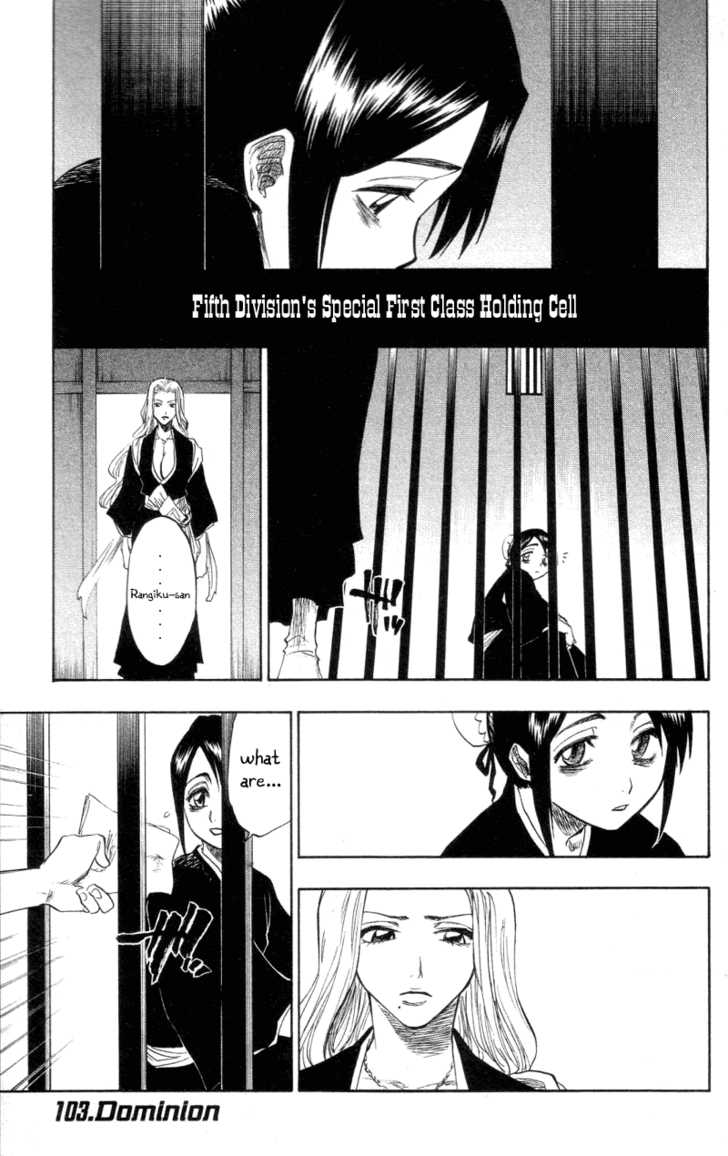 Fifth Division's Special First Class Holding Cell
......
Rangiku-san
......
what
are...
103.Dominion